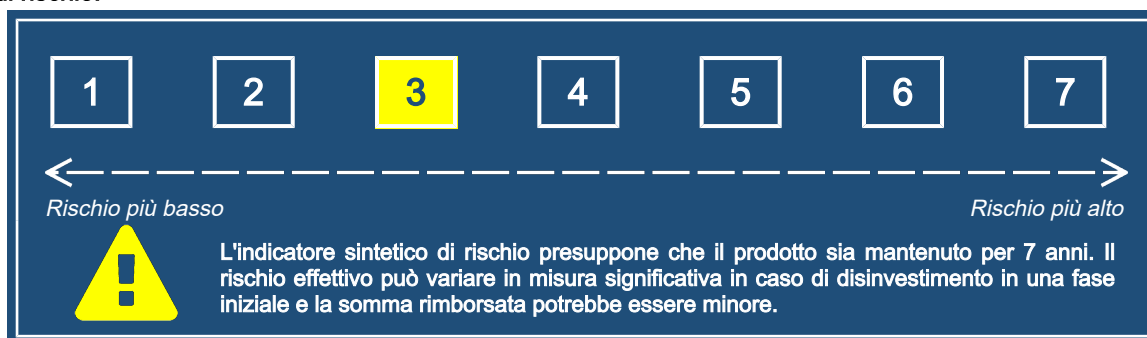 di rischio:
1 2 3 4 5 6 7
Rischio più basso Rischio più alto
L'indicatore sintetico di rischio presuppone che il prodotto sia mantenuto per 7 anni. Il
rischio effettivo può variare in misura significativa in caso di disinvestimento in una fase
iniziale e la somma rimborsata potrebbe essere minore.